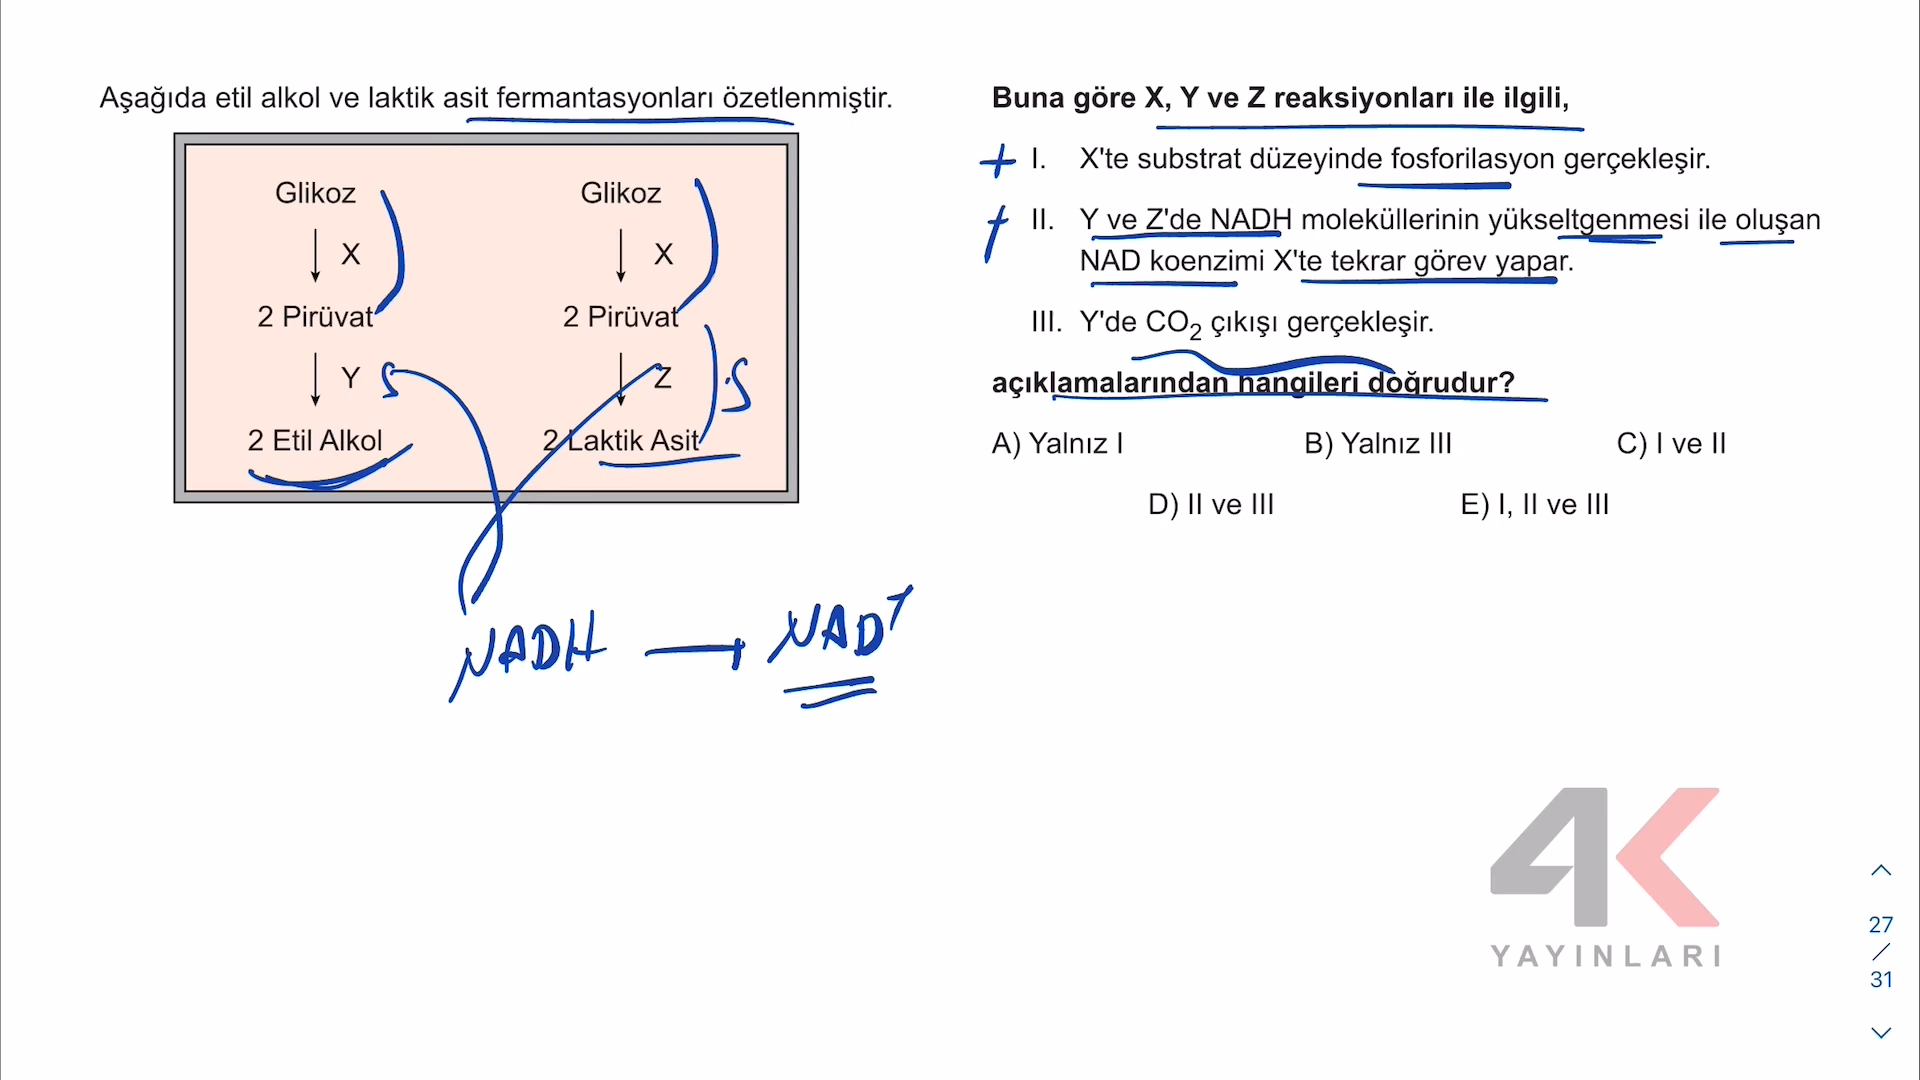 Aşağıda etil alkol ve laktik asit fermantasyonları özetlenmiştir.
Glikoz
X
2 Pirüvat
Y S
2 Etil Alkol
Glikoz
X
2 Pirüvat
Z S
2 Laktik Asit
NADH → NAD+
Buna göre X, Y ve Z reaksiyonları ile ilgili,
+ I. X'te substrat düzeyinde fosforilasyon gerçekleşir.
+ II. Y ve Z'de NADH moleküllerinin yükseltgenmesi ile oluşan
NAD koenzimi X'te tekrar görev yapar.
III. Y'de CO2 çıkışı gerçekleşir.
açıklamalarından hangileri doğrudur?
A) Yalnız I B) Yalnız III C) I ve II
D) II ve III E) I, II ve III
4K
YAYINLARI
27
/
31